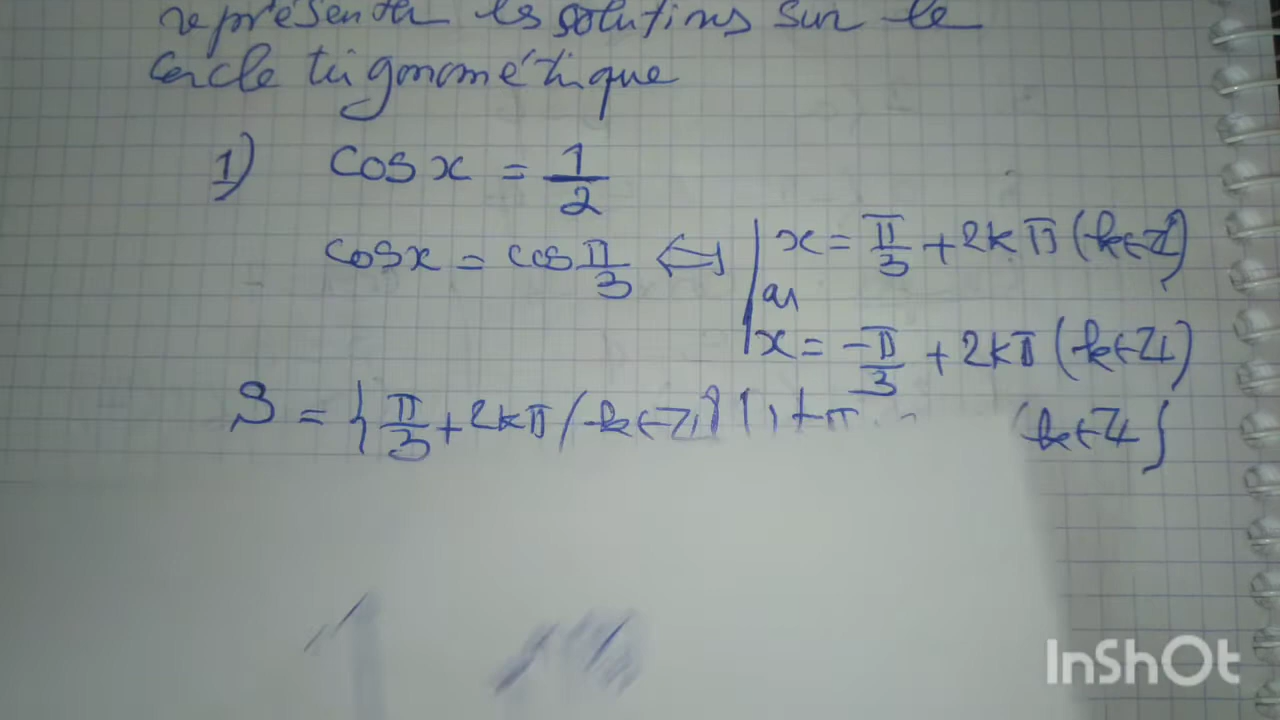 représenter les solutions sur le
cercle trigonométrique
1) cos x = 1/2
cos x = cos π/3 ⟺ | x = π/3 + 2kπ (k∈Z)
ou
x = -π/3 + 2kπ (k∈Z)
S = { π/3 + 2kπ / k∈Z } k∈Z }
InShOt